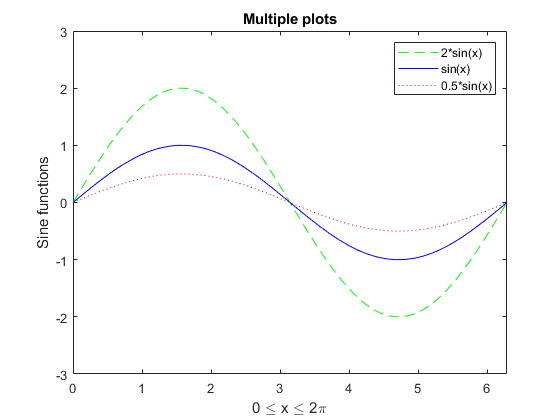 Multiple plots
2*sin(x)
sin(x)
0.5*sin(x)
Sine functions
3
2
1
0
-1
-2
-3
0 1 2 3 4 5 6
0 ≤ x ≤ 2π